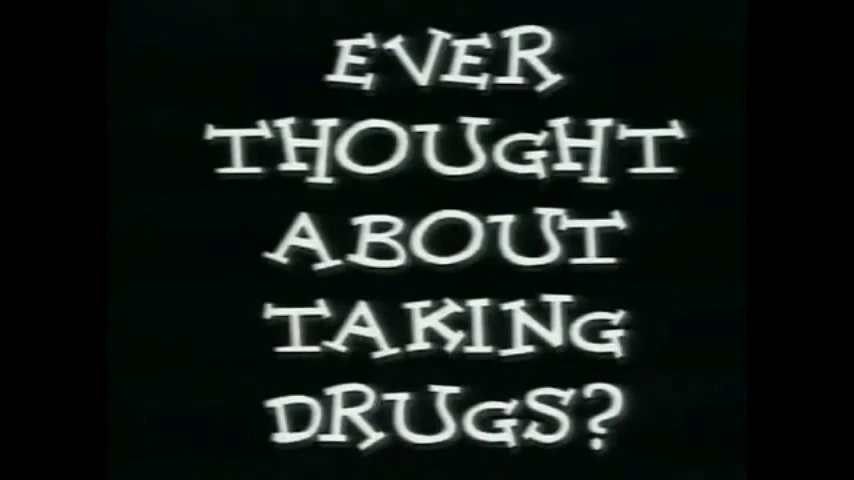 EVER
THOUGHT
ABOUT
TAKING
DRUGS?